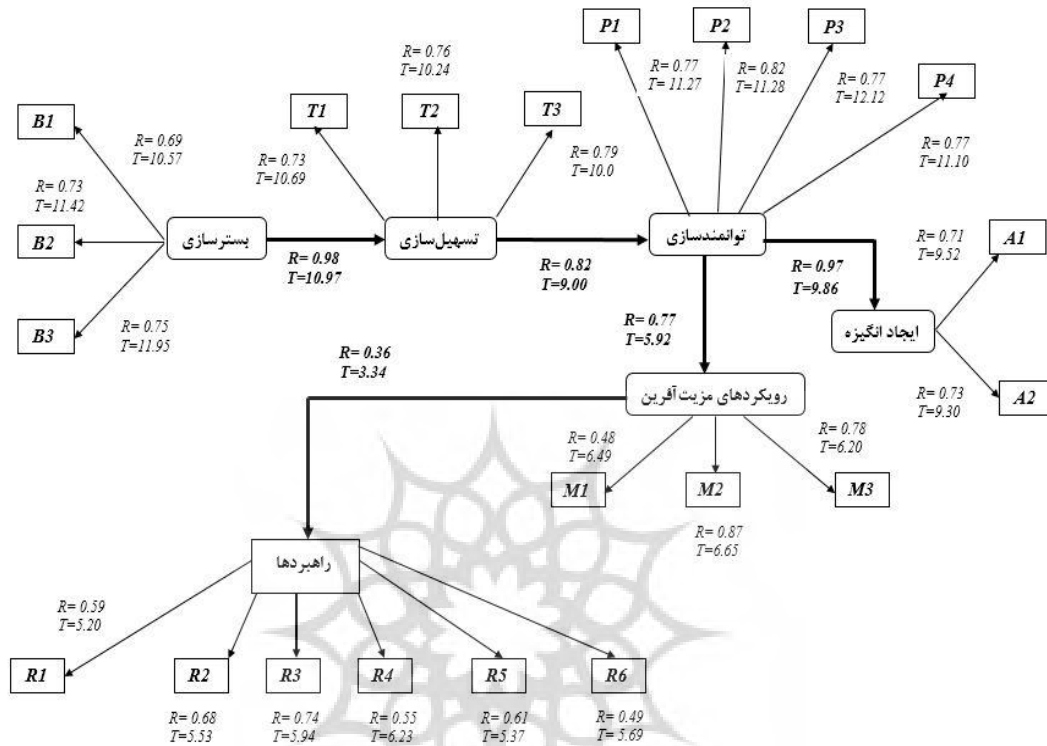 P1
P2
P3
P4
R= 0.77
T= 11.27
R= 0.82
T=11.28
R= 0.77
T=12.12
R= 0.77
T=11.10
R= 0.76
T=10.24
T1
T2
T3
R= 0.73
T=10.69
R= 0.79
T=10.0
B1
B2
B3
R= 0.69
T=10.57
R= 0.73
T=11.42
R= 0.75
T=11.95
بسترسازی
تسهیل‌سازی
توانمندسازی
R= 0.98
T=10.97
R= 0.82
T=9.00
R= 0.97
T=9.86
R= 0.77
T=5.92
A1
R= 0.71
T=9.52
ایجاد انگیزه
R= 0.73
T=9.30
A2
R= 0.36
T=3.34
رویکردهای مزیت‌آفرین
R= 0.48
T=6.49
R= 0.78
T=6.20
M1
M2
M3
R= 0.87
T=6.65
راهبردها
R= 0.59
T=5.20
R1
R2
R3
R4
R5
R6
R= 0.68
T=5.53
R= 0.74
T=5.94
R= 0.55
T=6.23
R= 0.61
T=5.37
R= 0.49
T= 5.69